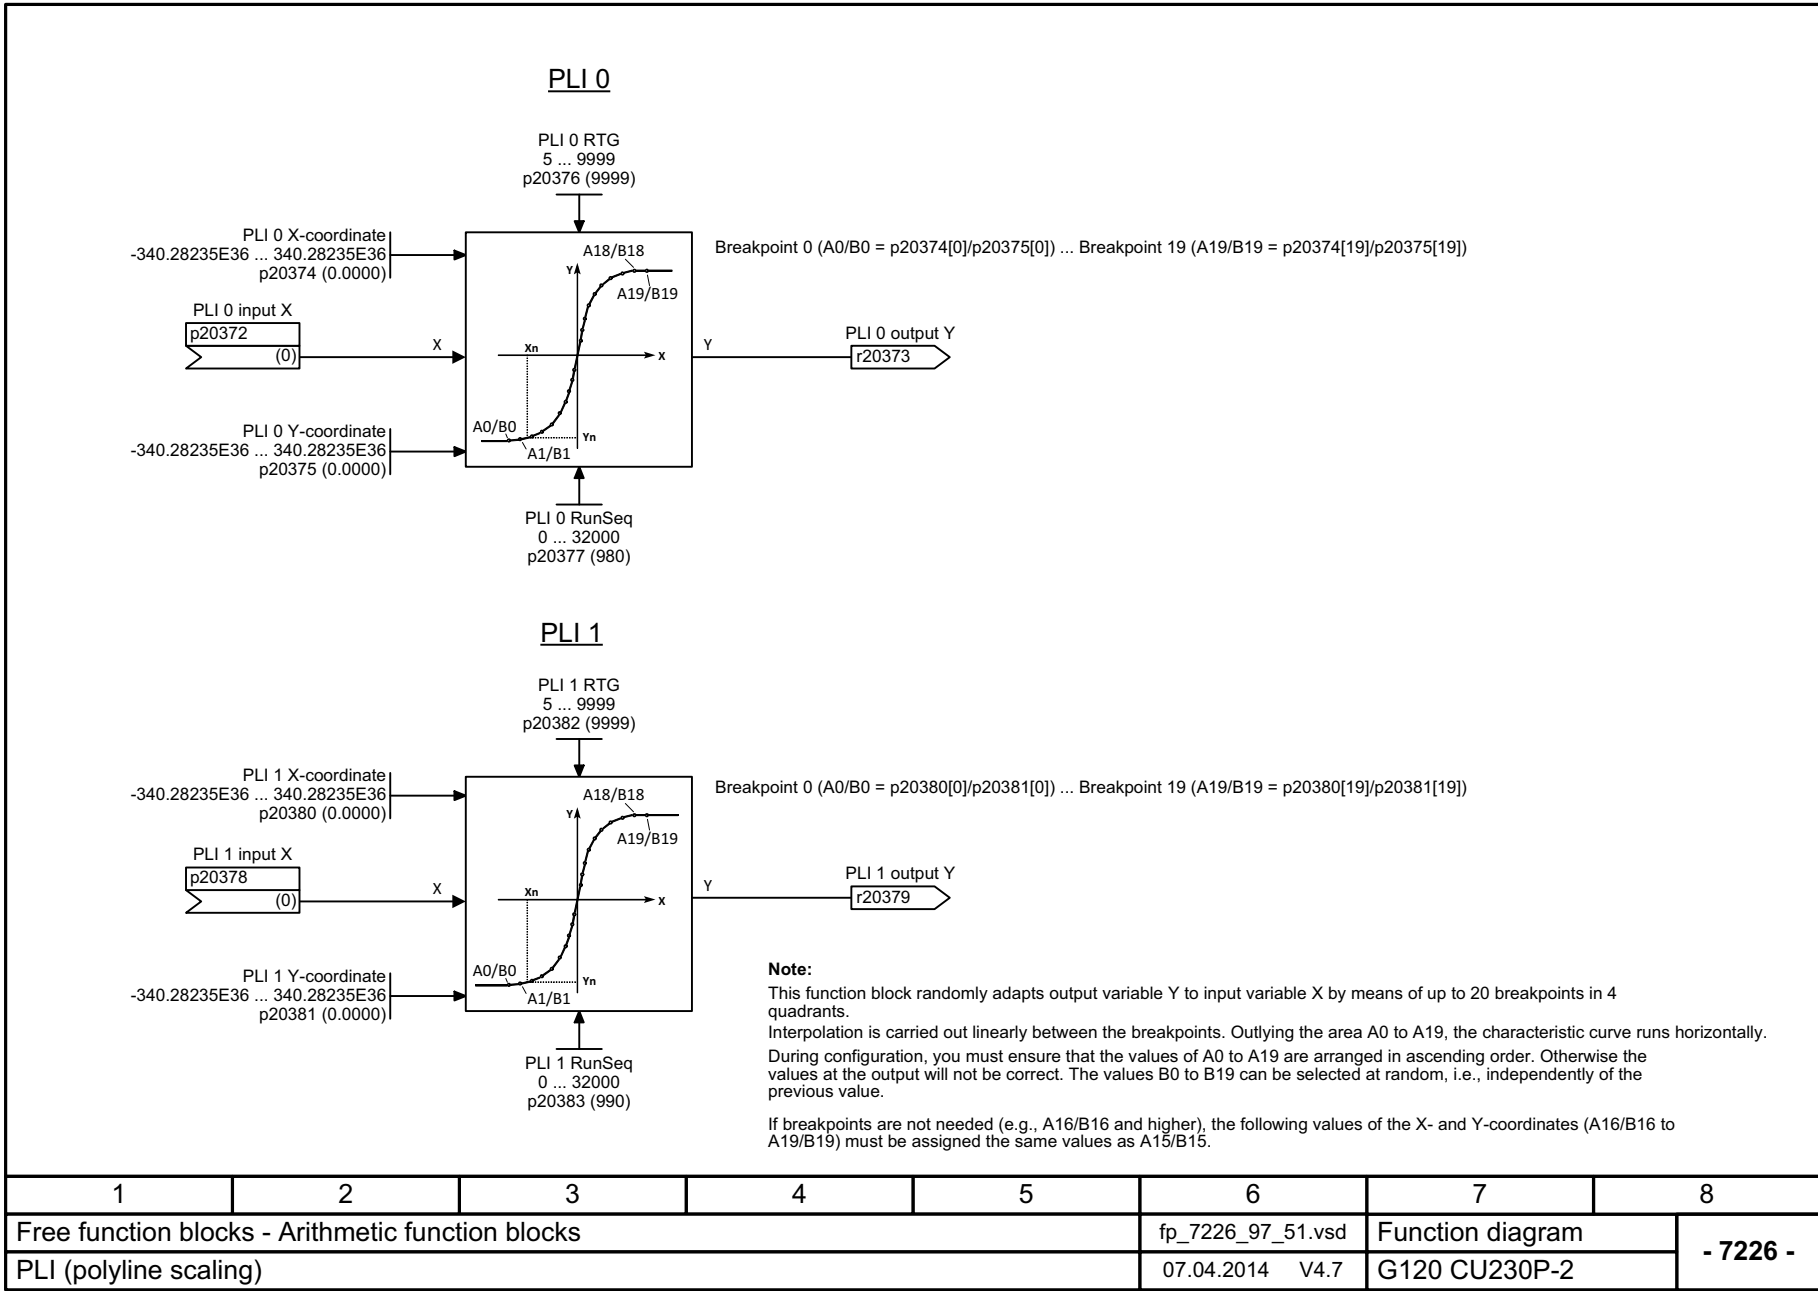 PLI 0
PLI 0 RTG
5 ... 9999
p20376 (9999)
PLI 0 X-coordinate
-340.28235E36 ... 340.28235E36
p20374 (0.0000)
A18/B18
Y
A19/B19
Breakpoint 0 (A0/B0 = p20374[0]/p20375[0]) ... Breakpoint 19 (A19/B19 = p20374[19]/p20375[19])
PLI 0 input X
p20372
(0)
X
Xn
X
Y
PLI 0 output Y
r20373
PLI 0 Y-coordinate
-340.28235E36 ... 340.28235E36
p20375 (0.0000)
A0/B0
Yn
A1/B1
PLI 0 RunSeq
0 ... 32000
p20377 (980)
PLI 1
PLI 1 RTG
5 ... 9999
p20382 (9999)
PLI 1 X-coordinate
-340.28235E36 ... 340.28235E36
p20380 (0.0000)
A18/B18
Y
A19/B19
Breakpoint 0 (A0/B0 = p20380[0]/p20381[0]) ... Breakpoint 19 (A19/B19 = p20380[19]/p20381[19])
PLI 1 input X
p20378
(0)
X
Xn
X
Y
PLI 1 output Y
r20379
PLI 1 Y-coordinate
-340.28235E36 ... 340.28235E36
p20381 (0.0000)
A0/B0
Yn
A1/B1
PLI 1 RunSeq
0 ... 32000
p20383 (990)
Note:
This function block randomly adapts output variable Y to input variable X by means of up to 20 breakpoints in 4
quadrants.
Interpolation is carried out linearly between the breakpoints. Outlying the area A0 to A19, the characteristic curve runs horizontally.
During configuration, you must ensure that the values of A0 to A19 are arranged in ascending order. Otherwise the
values at the output will not be correct. The values B0 to B19 can be selected at random, i.e., independently of the
previous value.
If breakpoints are not needed (e.g., A16/B16 and higher), the following values of the X- and Y-coordinates (A16/B16 to
A19/B19) must be assigned the same values as A15/B15.
1 2 3 4 5 6 7 8
Free function blocks - Arithmetic function blocks
fp_7226_97_51.vsd
Function diagram
- 7226 -
PLI (polyline scaling)
07.04.2014 V4.7
G120 CU230P-2